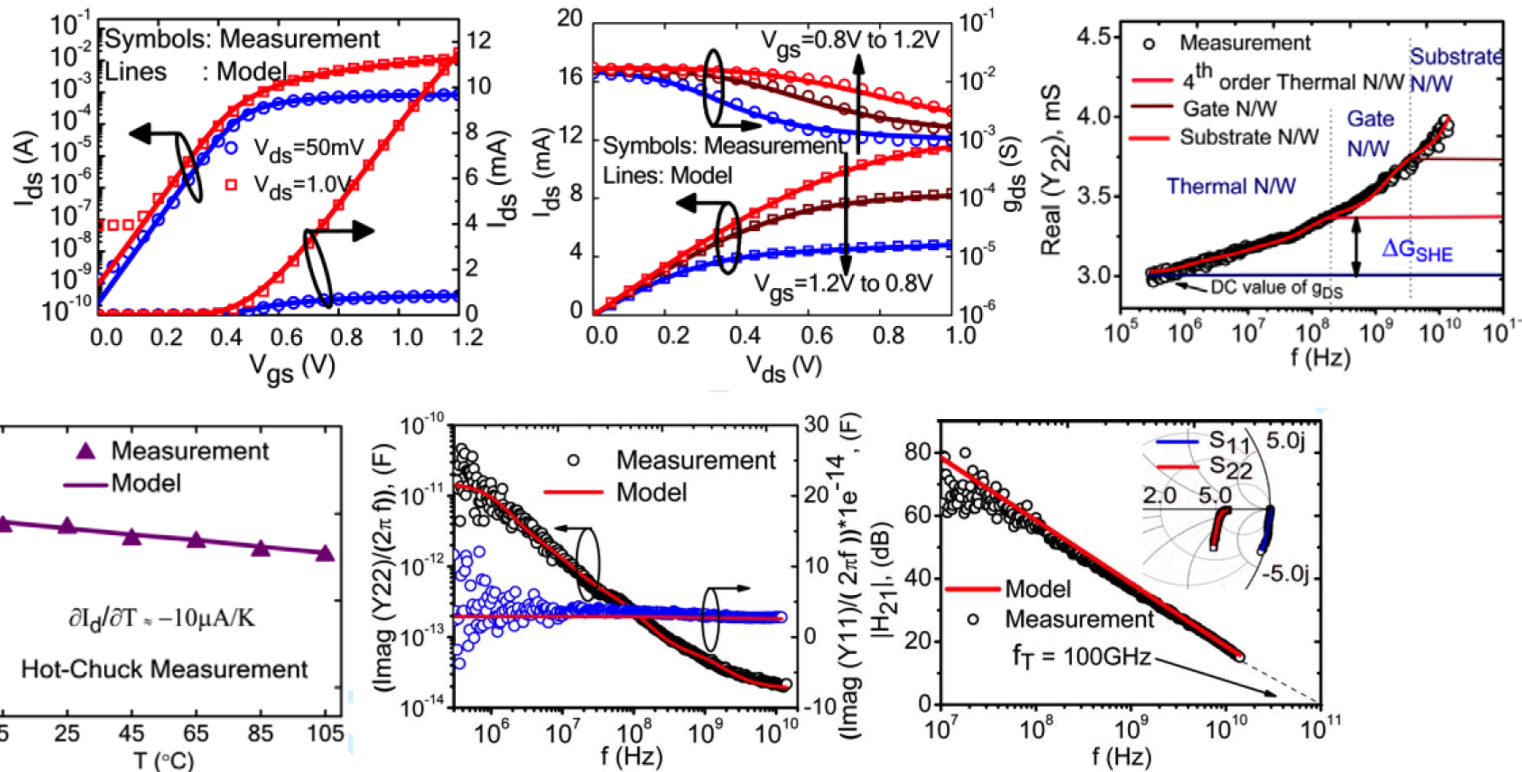 Symbols: Measurement
Lines : Model
V_ds=50mV
V_ds=1.0V
I_ds (A)
10^-1
10^-2
10^-3
10^-4
10^-5
10^-6
10^-7
10^-8
10^-9
10^-10
12
10
8
6
4
2
0
I_ds (mA)
0.0 0.2 0.4 0.6 0.8 1.0 1.2
V_gs (V)
I_ds (mA)
20
16
12
8
4
0
V_gs=0.8V to 1.2V
Symbols: Measurement
Lines: Model
V_gs=1.2V to 0.8V
10^-1
10^-2
10^-3
10^-4
10^-5
10^-6
g_ds (S)
0.0 0.2 0.4 0.6 0.8 1.0
V_ds (V)
Real (Y_22), mS
4.5
4.0
3.5
3.0
Measurement
4^th order Thermal N/W
Gate N/W
Substrate N/W
Substrate
N/W
Gate
N/W
Thermal N/W
ΔG_SHE
DC value of g_DS
10^5 10^6 10^7 10^8 10^9 10^10
f (Hz)
Measurement
Model
∂I_d/∂T ≈ −10μA/K
Hot-Chuck Measurement
5 25 45 65 85 105
T (°C)
(Imag (Y22)/(2π f)), (F)
10^-10
10^-11
10^-12
10^-13
10^-14
Measurement
Model
30
20
10
0
-10
(Imag (Y11)/( 2πf ))*1e-14, (F)
10^6 10^7 10^8 10^9 10^10
f (Hz)
|H_21|, (dB)
80
60
40
20
0
S_11
S_22
5.0j
2.0 5.0
-5.0j
Model
Measurement
f_T = 100GHz
10^7 10^8 10^9 10^10 10^11
f (Hz)